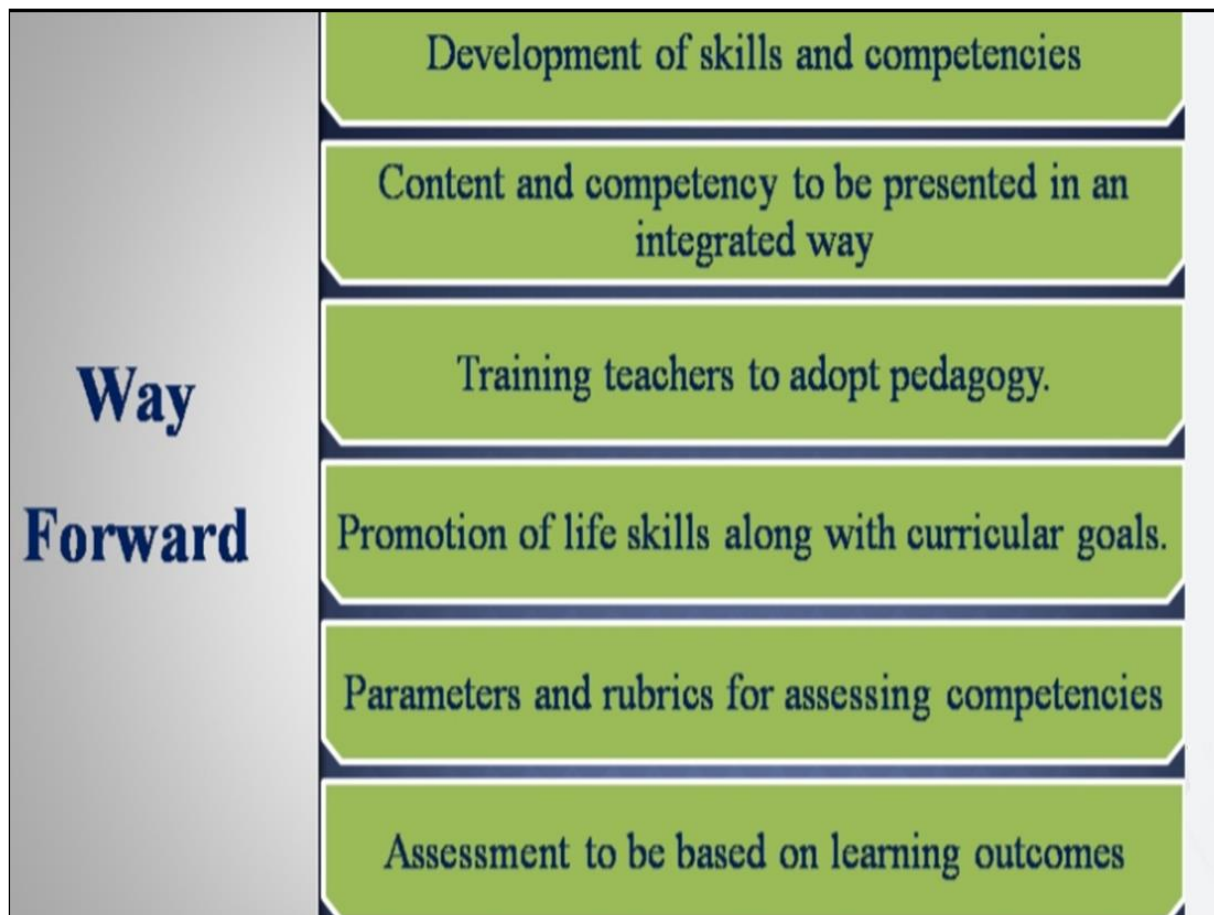 Way
Forward
Development of skills and competencies
Content and competency to be presented in an
integrated way
Training teachers to adopt pedagogy.
Promotion of life skills along with curricular goals.
Parameters and rubrics for assessing competencies
Assessment to be based on learning outcomes